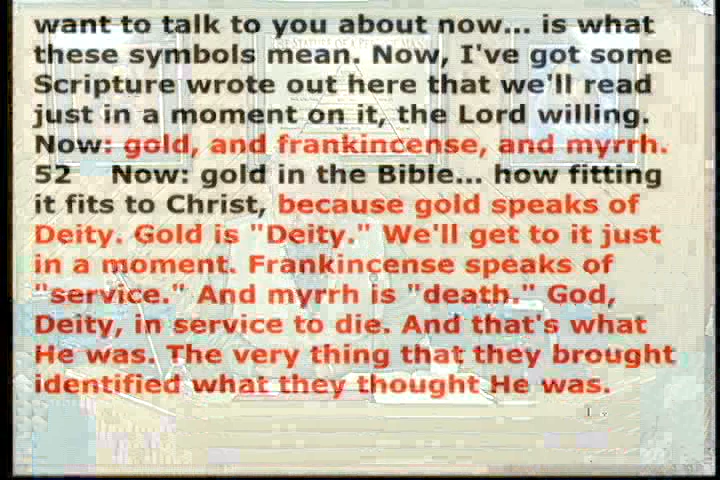 want to talk to you about now... is what
these symbols mean. Now, I've got some
Scripture wrote out here that we'll read
just in a moment on it, the Lord willing.
Now: gold, and frankincense, and myrrh.
52 Now: gold in the Bible... how fitting
it fits to Christ, because gold speaks of
Deity. Gold is "Deity." We'll get to it just
in a moment. Frankincense speaks of
"service." And myrrh is "death." God,
Deity, in service to die. And that's what
He was. The very thing that they brought
identified what they thought He was.